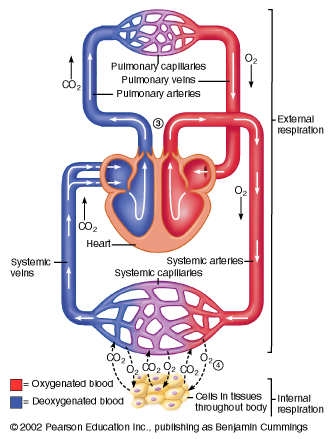 O2
CO2
Pulmonary capillaries
Pulmonary veins
Pulmonary arteries
3
External
respiration
O2
CO2
Heart
Systemic
veins
Systemic arteries
Systemic capillaries
CO2
O2
CO2
O2
CO2
O2
4
= Oxygenated blood
= Deoxygenated blood
Cells in tissues
throughout body
Internal
respiration
© 2002 Pearson Education Inc., publishing as Benjamin Cummings